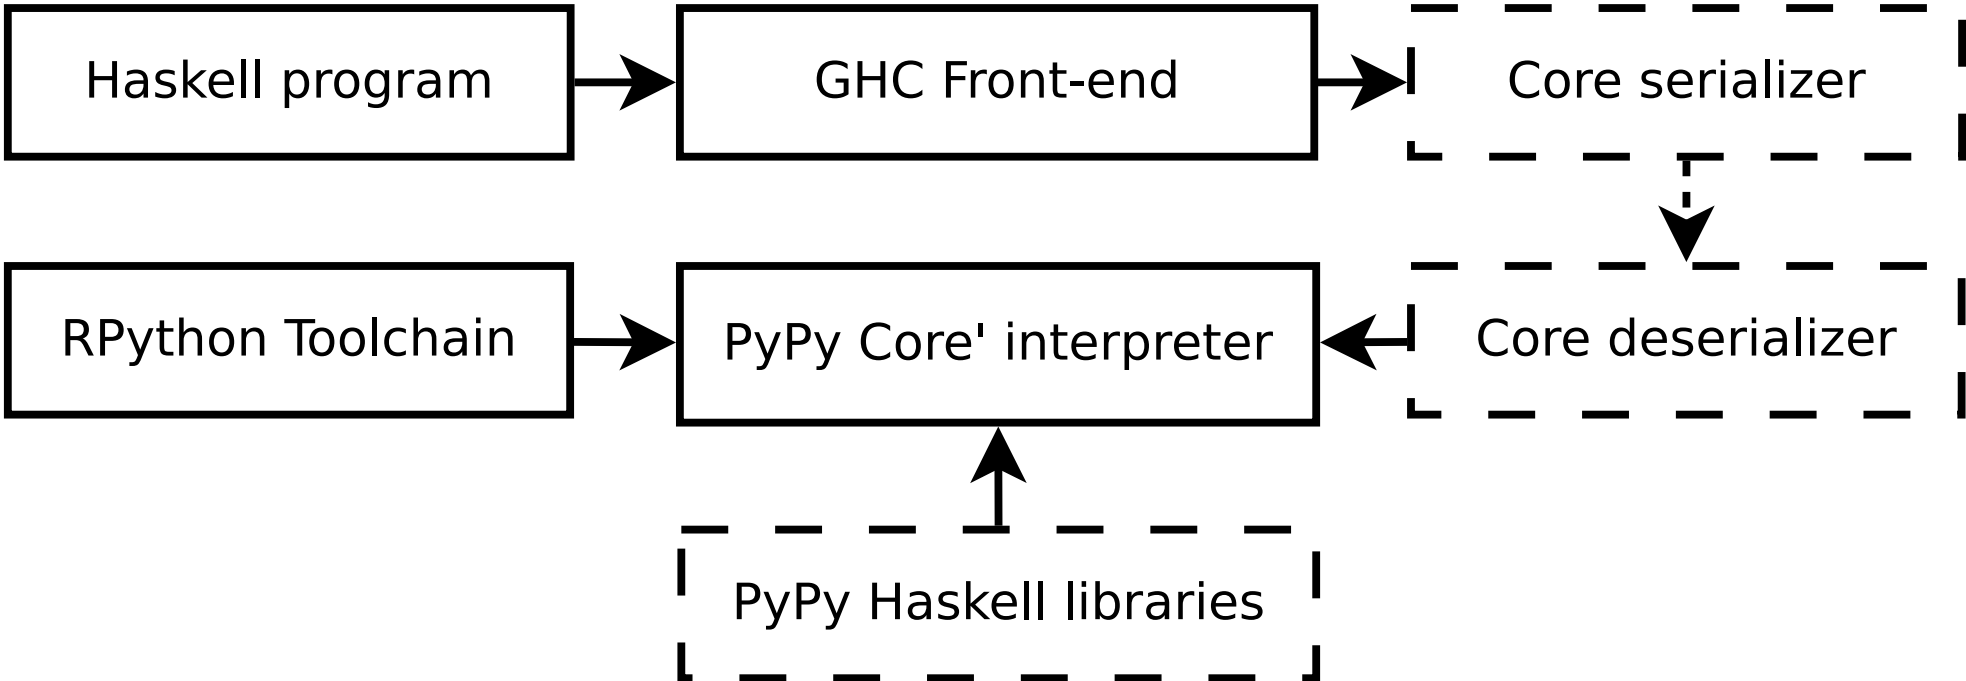 Haskell program
GHC Front-end
Core serializer
RPython Toolchain
PyPy Core' interpreter
Core deserializer
PyPy Haskell libraries